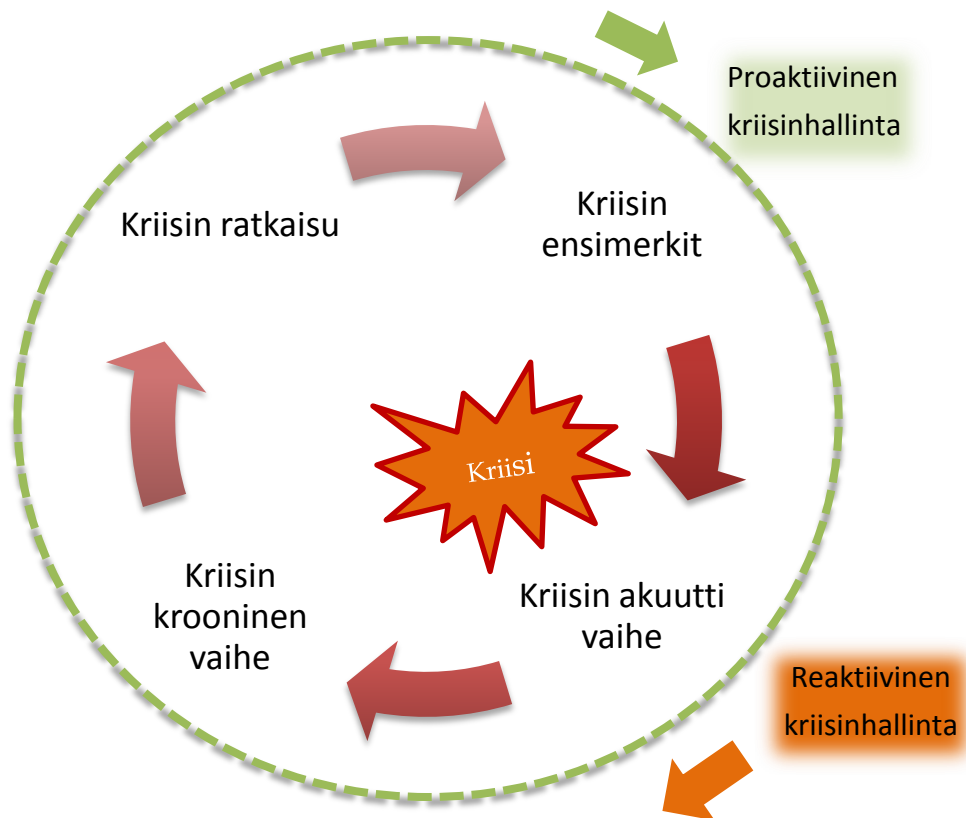 Proaktiivinen
kriisinhallinta
Kriisin ratkaisu
Kriisin
ensimerkit
Kriisi
Kriisin
krooninen
vaihe
Kriisin akuutti
vaihe
Reaktiivinen
kriisinhallinta